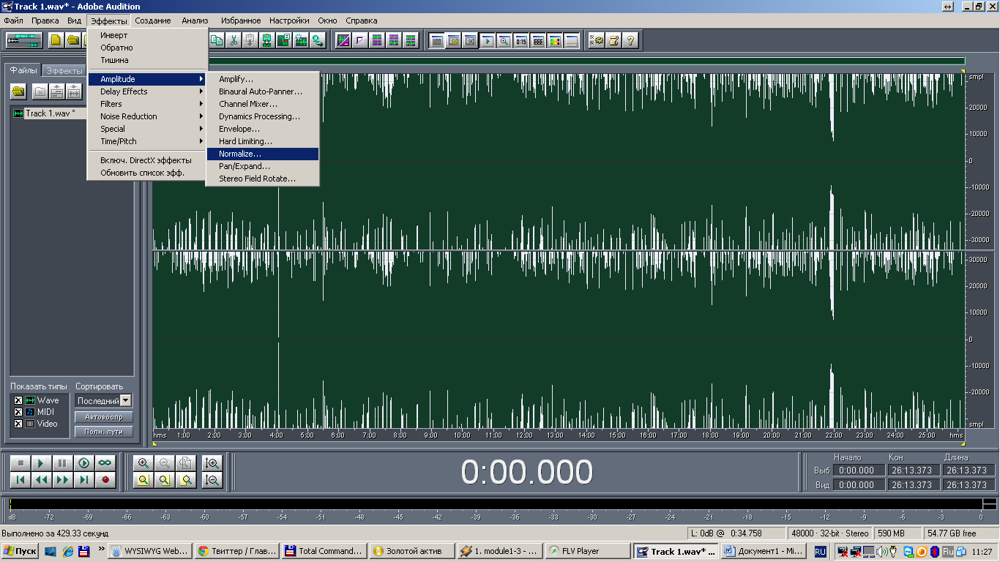 Track 1.wav* - Adobe Audition
Файл Правка Вид Эффекты Создание Анализ Избранное Настройки Окно Справка
Инверт
Обратно
Тишина
Amplitude
Delay Effects
Filters
Noise Reduction
Special
Time/Pitch
Включ. DirectX эффекты
Обновить список эфф.
Amplify...
Binaural Auto-Panner...
Channel Mixer...
Dynamics Processing...
Envelope...
Hard Limiting...
Normalize...
Pan/Expand...
Stereo Field Rotate...
Файлы Эффекты
Track 1.wav *
Показать типы Сортировать
Wave Последний
MIDI Автовоспр
Video Полн. пути
smpl
20000
10000
0
-10000
-20000
-30000
30000
20000
10000
0
-10000
-20000
smpl
hms 1:00 2:00 3:00 4:00 5:00 6:00 7:00 8:00 9:00 10:00 11:00 12:00 13:00 14:00 15:00 16:00 17:00 18:00 19:00 20:00 21:00 22:00 23:00 24:00 25:00 hms
0:00.000
Начало Кон Длина
Выб 0:00.000 26:13.373 26:13.373
Вид 0:00.000 26:13.373 26:13.373
dB -72 -69 -66 -63 -60 -57 -54 -51 -48 -45 -42 -39 -36 -33 -30 -27 -24 -21 -18 -15 -12 -9 -6 -3 0
Выполнено за 429.33 секунд L: 0dB @ 0:34.758 48000 · 32-bit · Stereo 590 MB 54.77 GB free
Пуск » WYSIWYG Web... Твиттер / Глав... Total Command... Золотой актив 1. module1-3 - ... FLV Player Track 1.wav* ... Документ1 - Mi... RU Ru 11:27